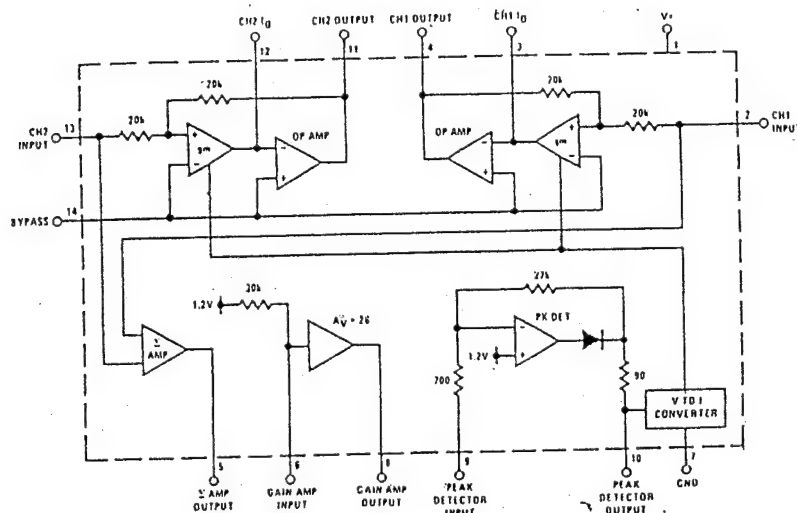 CH2 I0
CH2 OUTPUT
CH1 OUTPUT
CH1 I0
V+
12
11
4
3
1
20k
20k
20k
20k
13
CH2
INPUT
2
CH1
INPUT
+
gm
−
OP AMP
−
+
OP AMP
−
+
+
gm
−
14
BYPASS
30k
1.2V
AV = 26
27k
PK DET
−
+
1.2V
Σ
AMP
700
90
V TO I
CONVERTER
5
6
8
9
10
7
Σ AMP
OUTPUT
GAIN AMP
INPUT
GAIN AMP
OUTPUT
PEAK
DETECTOR
INPUT
PEAK
DETECTOR
OUTPUT
GND